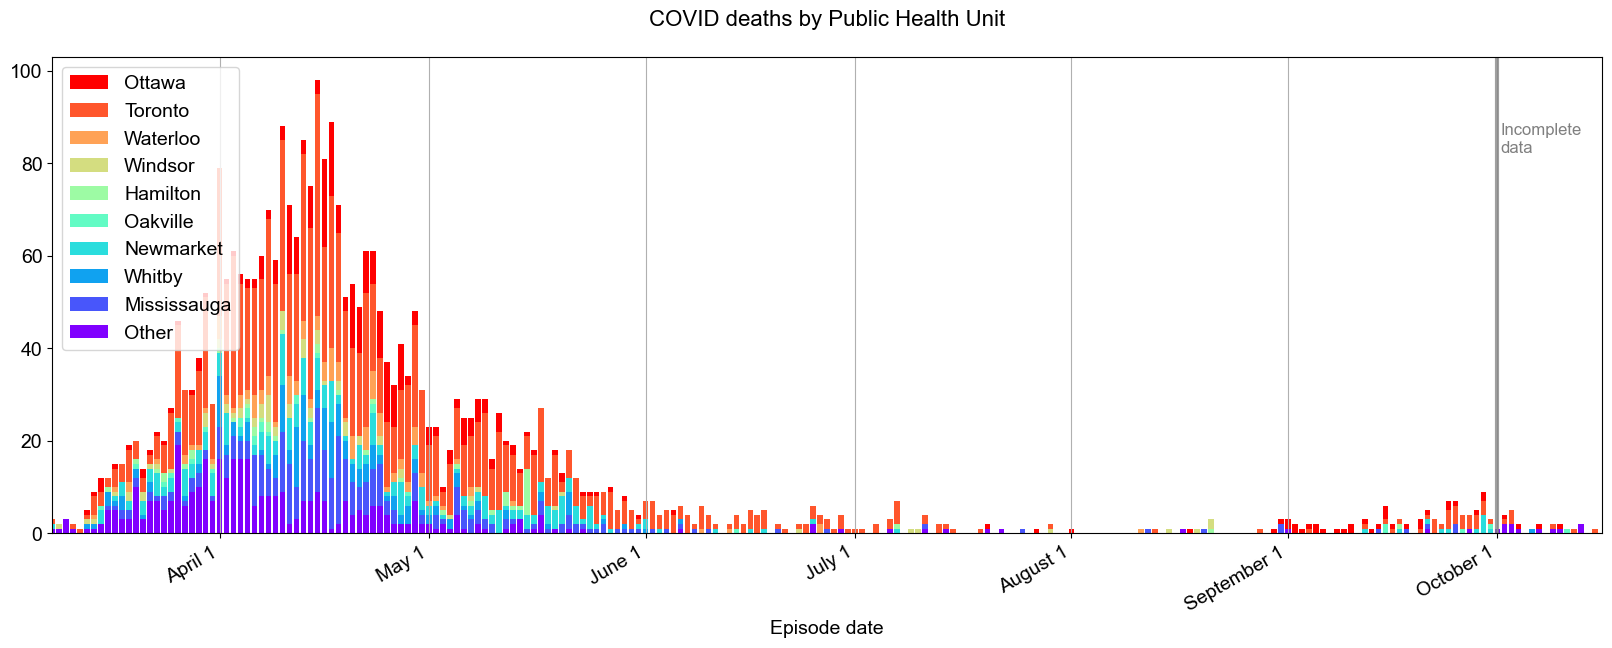 COVID deaths by Public Health Unit
100
80
60
40
20
0
Ottawa
Toronto
Waterloo
Windsor
Hamilton
Oakville
Newmarket
Whitby
Mississauga
Other
Incomplete
data
April 1
May 1
June 1
July 1
August 1
September 1
October 1
Episode date